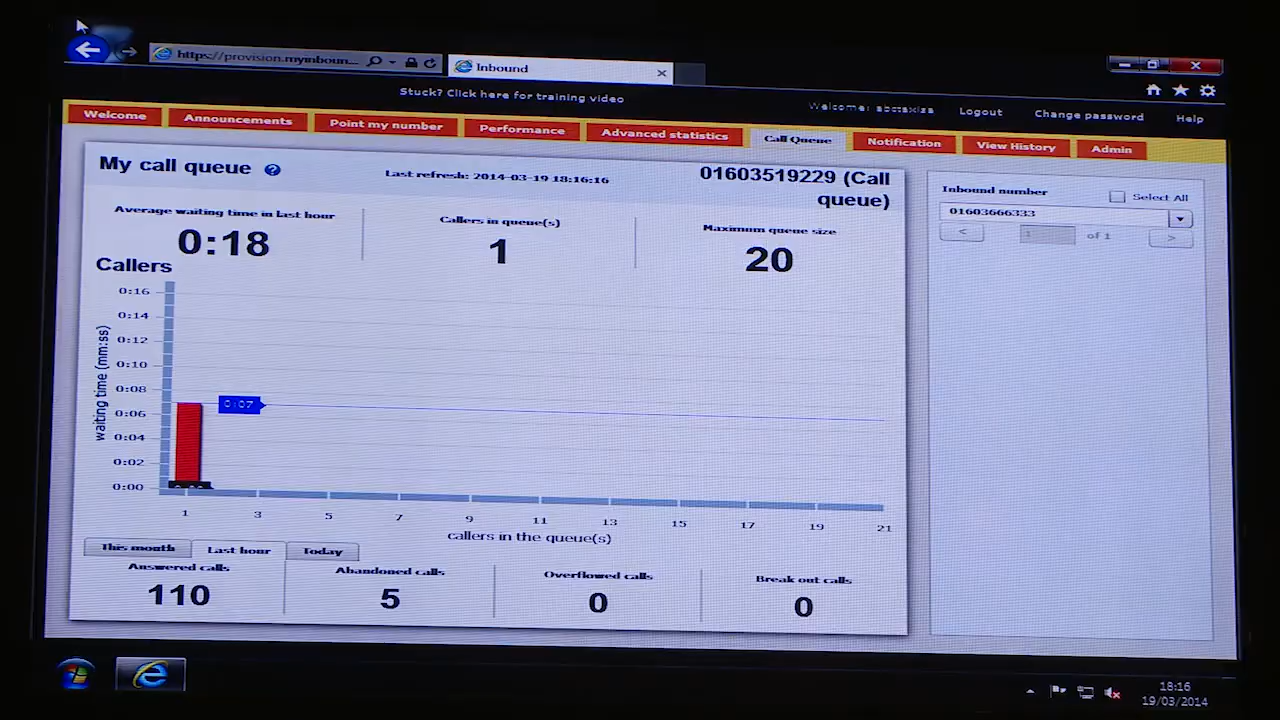 https://provision.myinboun...
Inbound
Stuck? Click here for training video
Welcome: abctaxisa
Logout
Change password
Help
Welcome
Announcements
Point my number
Performance
Advanced statistics
Call Queue
Notification
View History
Admin
My call queue
Last refresh: 2014-03-19 18:16:16
01603519229 (Call
queue)
Average waiting time in last hour
0:18
Callers in queue(s)
1
Maximum queue size
20
Callers
waiting time (mm:ss)
0:16
0:14
0:12
0:10
0:08
0:06
0:04
0:02
0:00
0:07
1 3 5 7 9 11 13 15 17 19 21
callers in the queue(s)
This month
Last hour
Today
Answered calls
110
Abandoned calls
5
Overflowed calls
0
Break out calls
0
Inbound number
Select All
01603666333
< 1 of 1 >
18:16
19/03/2014